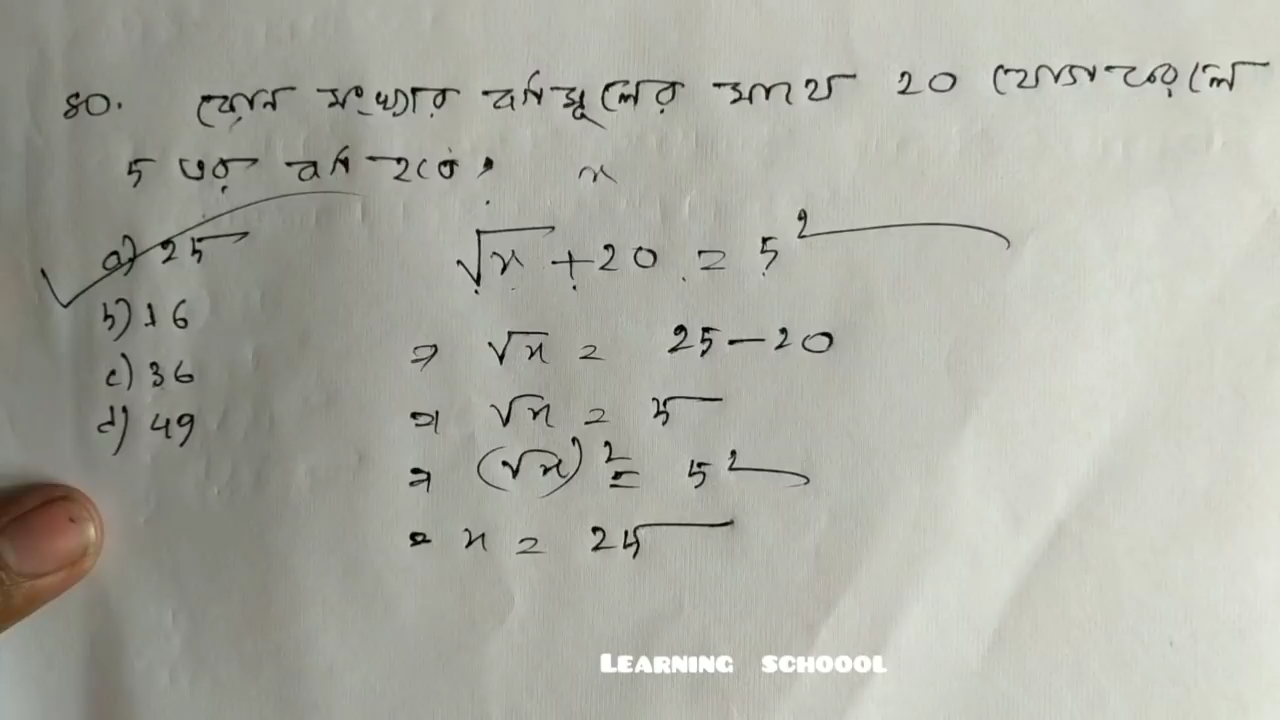 ৪০. কোন সংখ্যার বর্গমূলের সাথে 20 যোগ করলে
5 এর বর্গ হবে? x
a) 25
√x + 20 = 5²
b) 16
⇒ √x = 25 – 20
c) 36
⇒ √x = 5
d) 49
⇒ (√x)² = 5²
= x = 25
LEARNING SCHOOOL